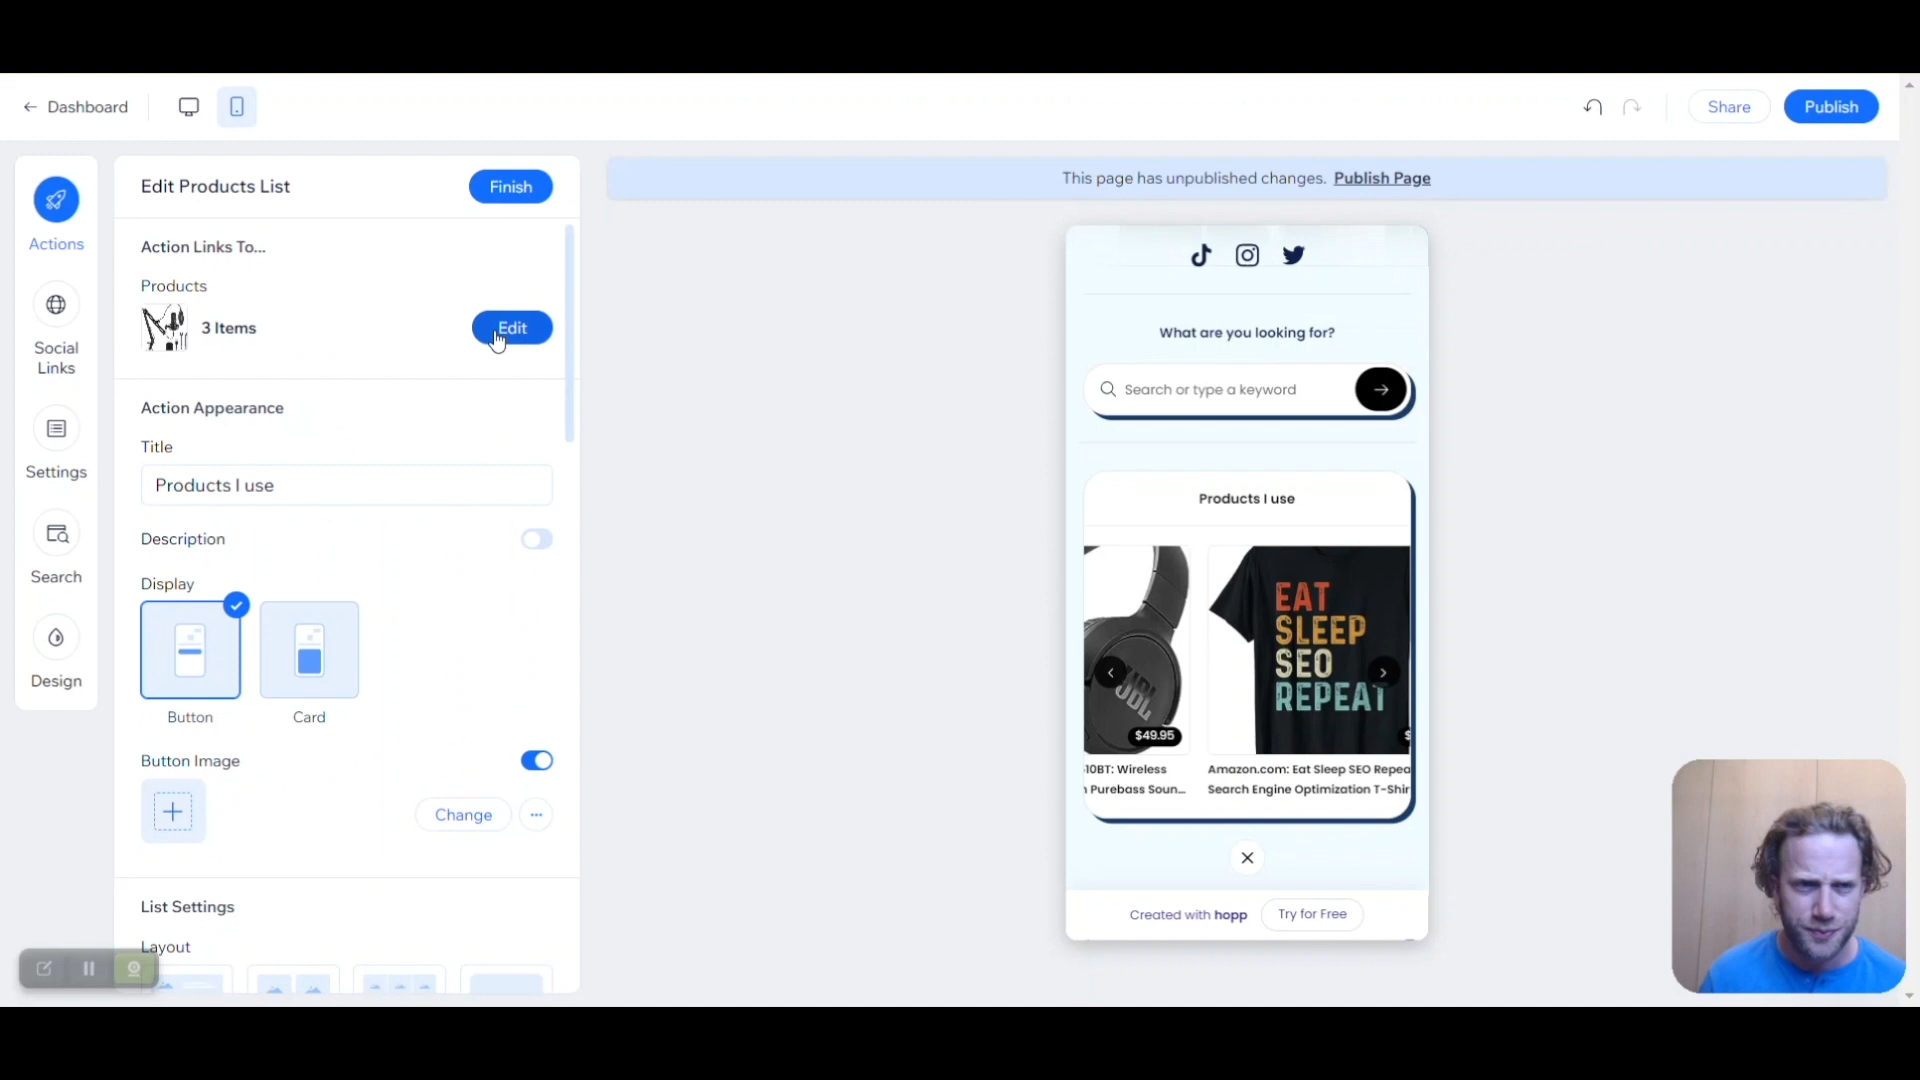 Dashboard
Share
Publish
Actions
Social
Links
Settings
Search
Design
Edit Products List
Finish
Action Links To...
Products
3 Items
Edit
Action Appearance
Title
Products I use
Description
Display
Button
Card
Button Image
Change
List Settings
Layout
This page has unpublished changes. Publish Page
What are you looking for?
Search or type a keyword
Products I use
JBL
$49.95
EAT
SLEEP
SEO
REPEAT
$
10BT: Wireless
Purebass Soun...
Amazon.com: Eat Sleep SEO Repea
Search Engine Optimization T-Shir
Created with hopp
Try for Free